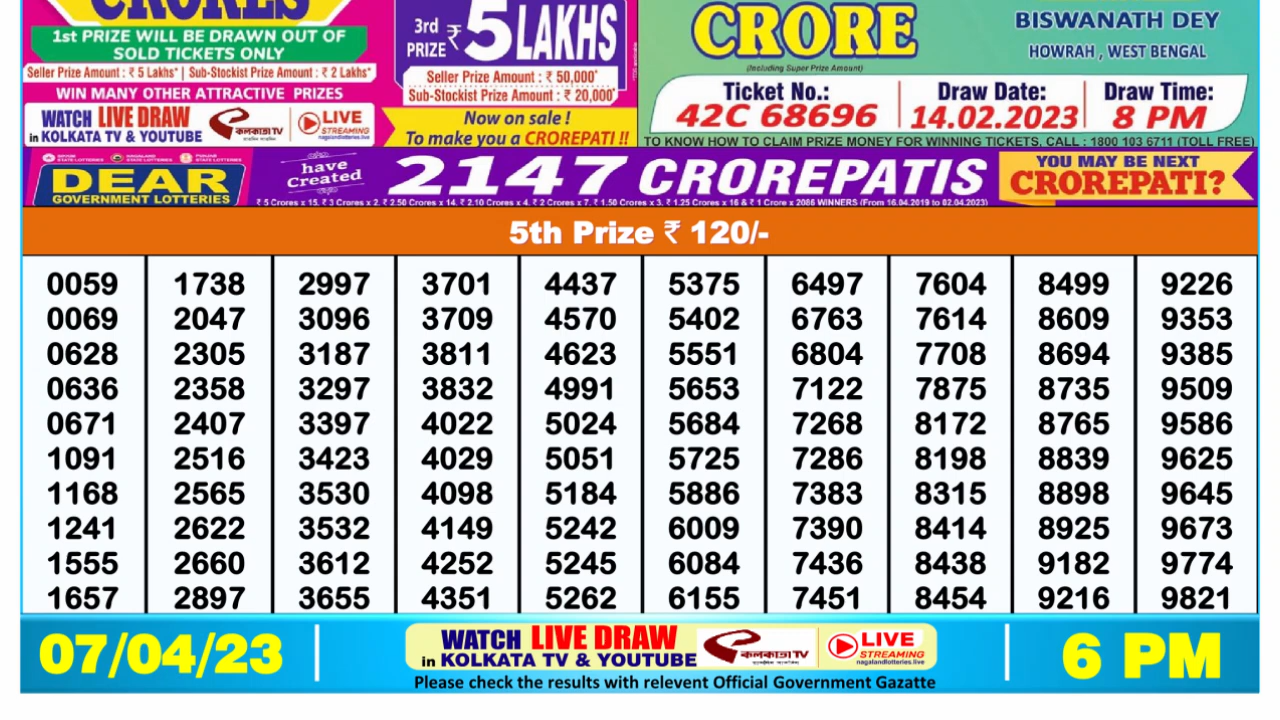 CRORES
1st PRIZE WILL BE DRAWN OUT OF
SOLD TICKETS ONLY
Seller Prize Amount : ₹ 5 Lakhs* | Sub-Stockist Prize Amount : ₹ 2 Lakhs*
WIN MANY OTHER ATTRACTIVE PRIZES
WATCH LIVE DRAW
in KOLKATA TV & YOUTUBE
কলকাতা TV
LIVE
STREAMING
nagalandlotteries.live
3rd
PRIZE ₹ 5 LAKHS
Seller Prize Amount : ₹ 50,000*
Sub-Stockist Prize Amount : ₹ 20,000*
Now on sale !
To make you a CROREPATI !!
CRORE
(Including Super Prize Amount)
BISWANATH DEY
HOWRAH , WEST BENGAL
Ticket No.: Draw Date: Draw Time:
42C 68696 14.02.2023 8 PM
TO KNOW HOW TO CLAIM PRIZE MONEY FOR WINNING TICKETS, CALL : 1800 103 6711 (TOLL FREE)
DEAR
GOVERNMENT LOTTERIES
have
Created
2147 CROREPATIS
₹ 5 Crores x 15, ₹ 3 Crores x 2, ₹ 2.50 Crores x 14, ₹ 2.10 Crores x 4, ₹ 2 Crores x 7, ₹ 1.50 Crores x 3, ₹ 1.25 Crores x 16 & ₹ 1 Crore x 2086 WINNERS (From 16.04.2019 to 02.04.2023)
YOU MAY BE NEXT
CROREPATI?
5th Prize ₹ 120/-
0059 1738 2997 3701 4437 5375 6497 7604 8499 9226
0069 2047 3096 3709 4570 5402 6763 7614 8609 9353
0628 2305 3187 3811 4623 5551 6804 7708 8694 9385
0636 2358 3297 3832 4991 5653 7122 7875 8735 9509
0671 2407 3397 4022 5024 5684 7268 8172 8765 9586
1091 2516 3423 4029 5051 5725 7286 8198 8839 9625
1168 2565 3530 4098 5184 5886 7383 8315 8898 9645
1241 2622 3532 4149 5242 6009 7390 8414 8925 9673
1555 2660 3612 4252 5245 6084 7436 8438 9182 9774
1657 2897 3655 4351 5262 6155 7451 8454 9216 9821
07/04/23
WATCH LIVE DRAW
in KOLKATA TV & YOUTUBE
কলকাতা TV
LIVE
STREAMING
nagalandlotteries.live
Please check the results with relevent Official Government Gazatte
6 PM